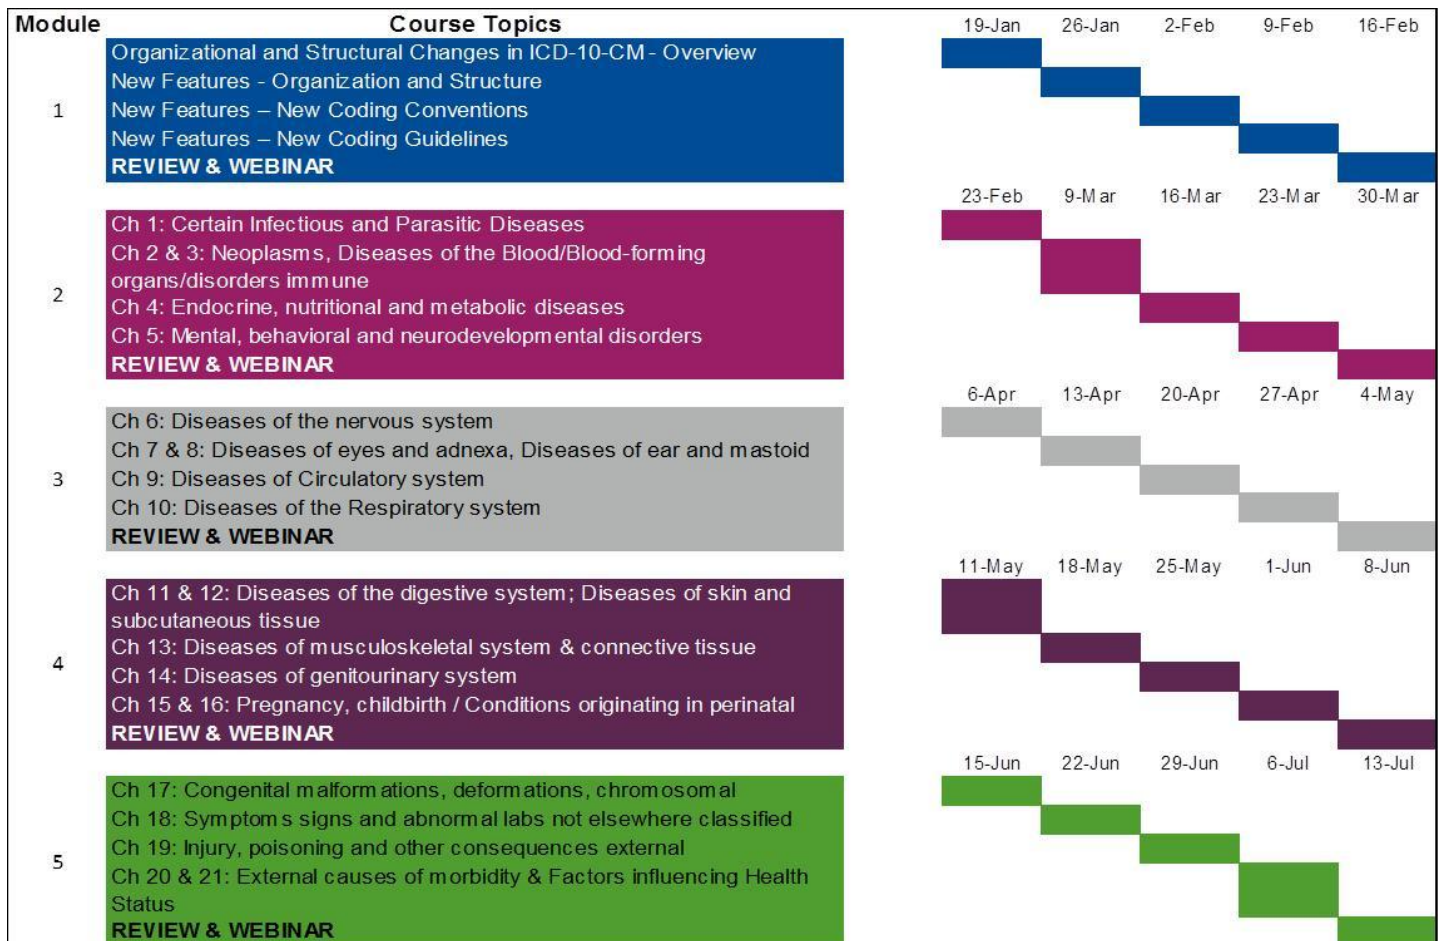 Module Course Topics 19-Jan 26-Jan 2-Feb 9-Feb 16-Feb
Organizational and Structural Changes in ICD-10-CM - Overview
New Features - Organization and Structure
1 New Features – New Coding Conventions
New Features – New Coding Guidelines
REVIEW & WEBINAR
23-Feb 9-Mar 16-Mar 23-Mar 30-Mar
Ch 1: Certain Infectious and Parasitic Diseases
Ch 2 & 3: Neoplasms, Diseases of the Blood/Blood-forming
organs/disorders immune
2
Ch 4: Endocrine, nutritional and metabolic diseases
Ch 5: Mental, behavioral and neurodevelopmental disorders
REVIEW & WEBINAR
6-Apr 13-Apr 20-Apr 27-Apr 4-May
Ch 6: Diseases of the nervous system
Ch 7 & 8: Diseases of eyes and adnexa, Diseases of ear and mastoid
3 Ch 9: Diseases of Circulatory system
Ch 10: Diseases of the Respiratory system
REVIEW & WEBINAR
11-May 18-May 25-May 1-Jun 8-Jun
Ch 11 & 12: Diseases of the digestive system; Diseases of skin and
subcutaneous tissue
Ch 13: Diseases of musculoskeletal system & connective tissue
4
Ch 14: Diseases of genitourinary system
Ch 15 & 16: Pregnancy, childbirth / Conditions originating in perinatal
REVIEW & WEBINAR
15-Jun 22-Jun 29-Jun 6-Jul 13-Jul
Ch 17: Congenital malformations, deformations, chromosomal
Ch 18: Symptoms signs and abnormal labs not elsewhere classified
Ch 19: Injury, poisoning and other consequences external
5
Ch 20 & 21: External causes of morbidity & Factors influencing Health
Status
REVIEW & WEBINAR